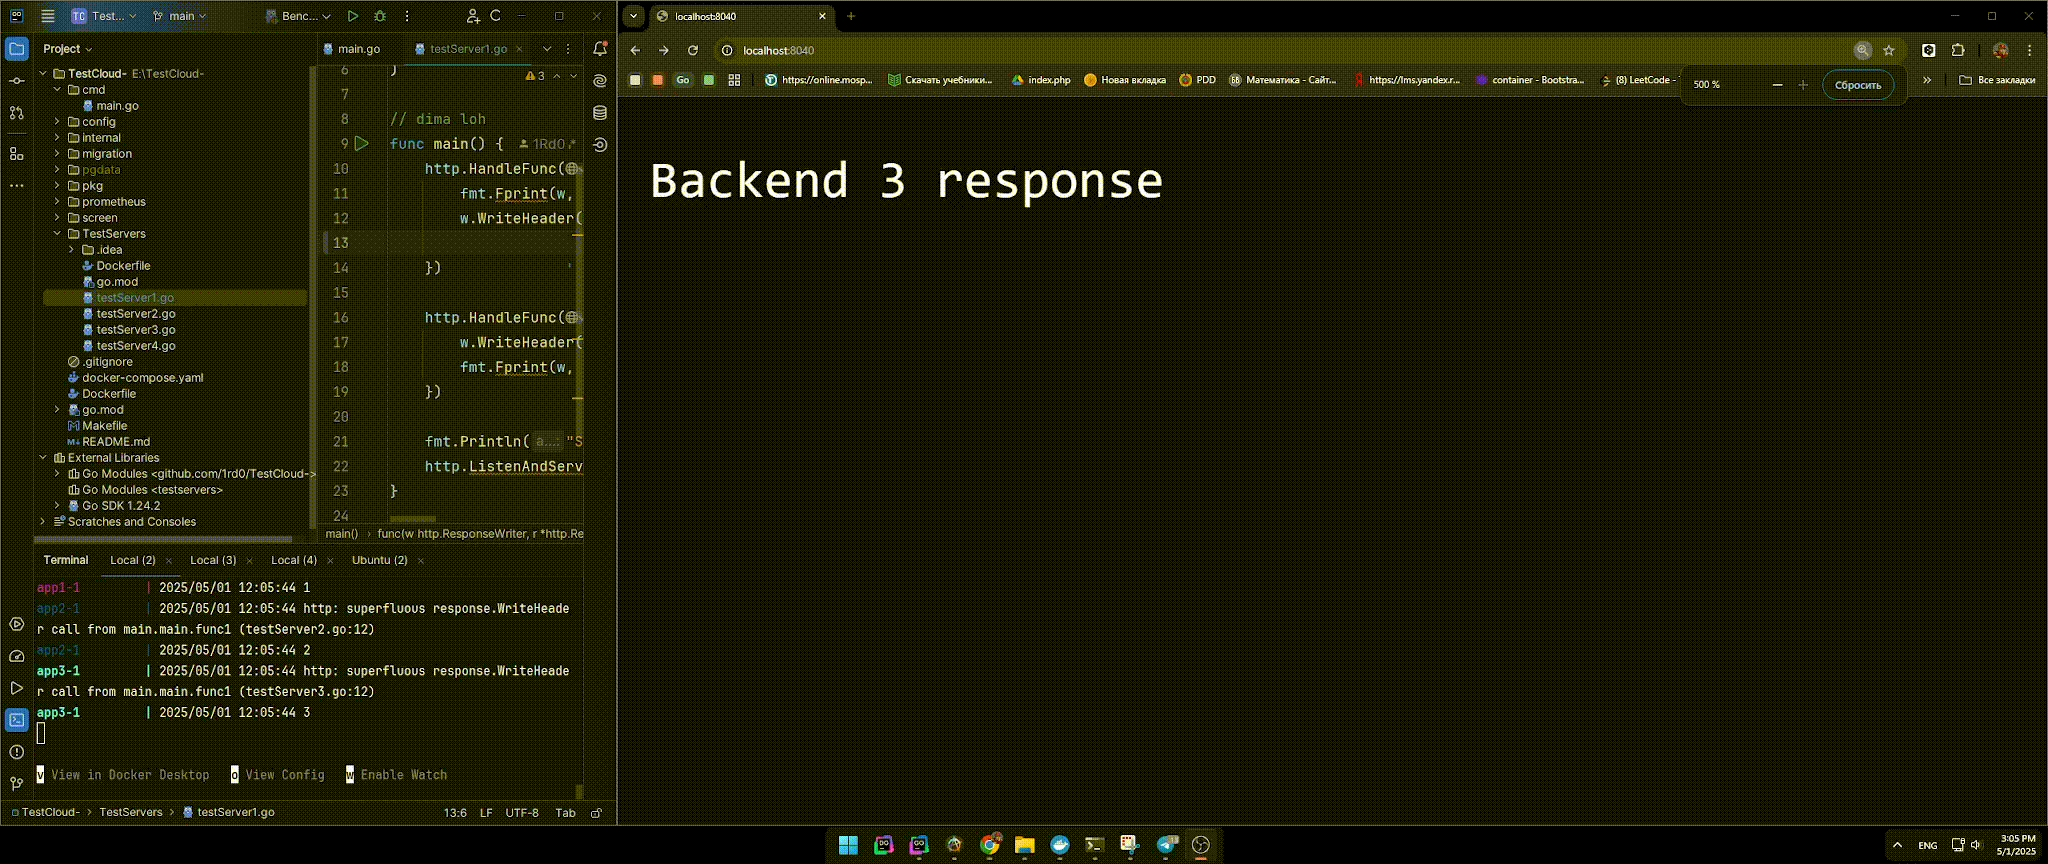 TC Test...
main
Benc...
Project
main.go
testServer1.go
TestCloud- E:\TestCloud-
cmd
main.go
config
internal
migration
pgdata
pkg
prometheus
screen
TestServers
.idea
Dockerfile
go.mod
testServer1.go
testServer2.go
testServer3.go
testServer4.go
.gitignore
docker-compose.yaml
Dockerfile
go.mod
Makefile
README.md
External Libraries
Go Modules <github.com/1rd0/TestCloud->
Go Modules <testservers>
Go SDK 1.24.2
Scratches and Consoles
3
6 )
7
8 // dima loh
9 func main() { 1Rd0 *
10 http.HandleFunc(
11 fmt.Fprint(w,
12 w.WriteHeader(
13
14 })
15
16 http.HandleFunc(
17 w.WriteHeader(
18 fmt.Fprint(w,
19 })
20
21 fmt.Println( a...: "S
22 http.ListenAndServ
23 }
24
main() › func(w http.ResponseWriter, r *http.Re
Terminal Local (2) × Local (3) × Local (4) × Ubuntu (2) ×
app1-1 | 2025/05/01 12:05:44 1
app2-1 | 2025/05/01 12:05:44 http: superfluous response.WriteHeade
r call from main.main.func1 (testServer2.go:12)
app2-1 | 2025/05/01 12:05:44 2
app3-1 | 2025/05/01 12:05:44 http: superfluous response.WriteHeade
r call from main.main.func1 (testServer3.go:12)
app3-1 | 2025/05/01 12:05:44 3
v View in Docker Desktop o View Config w Enable Watch
TestCloud- › TestServers › testServer1.go
13:6 LF UTF-8 Tab
localhost:8040
localhost:8040
Go
https://online.mosp...
Скачать учебники...
index.php
Новая вкладка
PDD
Математика - Сайт...
https://lms.yandex.r...
container - Bootstra...
(8) LeetCode -
»
Все закладки
500 % — + Сбросить
Backend 3 response
ENG
3:05 PM
5/1/2025